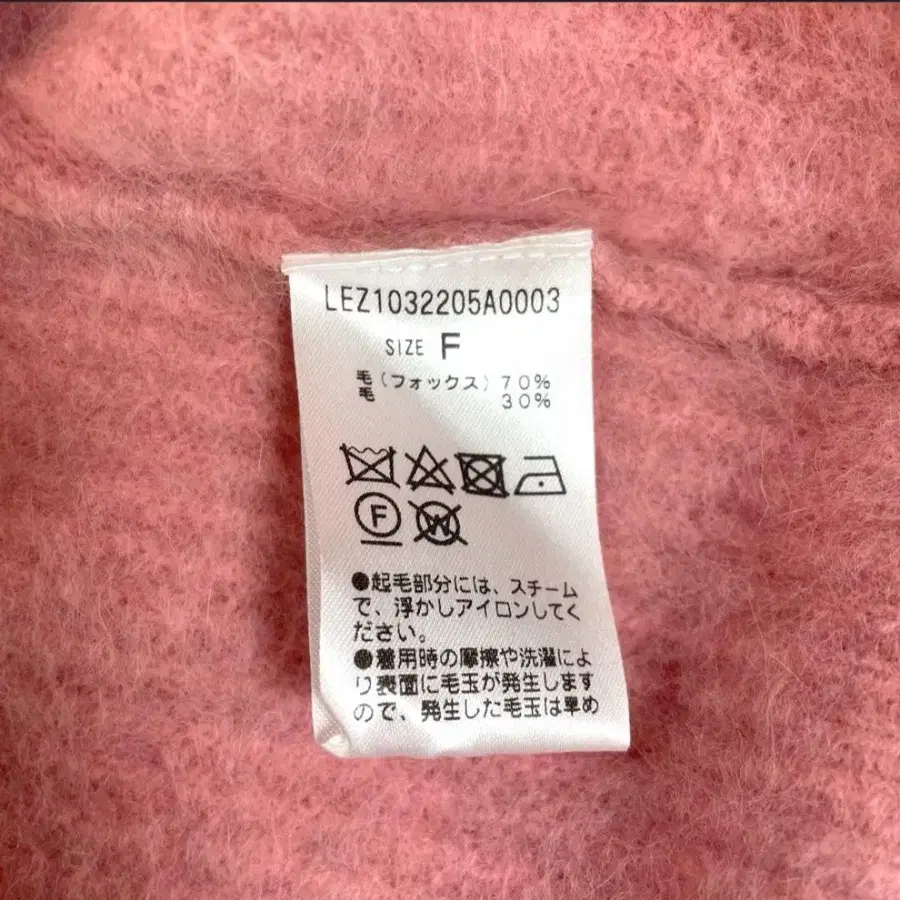 LEZ1032205A0003
SIZE F
毛（フォックス）70%
毛 30%
F W
●起毛部分には、スチーム
で、浮かしアイロンしてく
ださい。
●着用時の摩擦や洗濯によ
り表面に毛玉が発生します
ので、発生した毛玉は早め